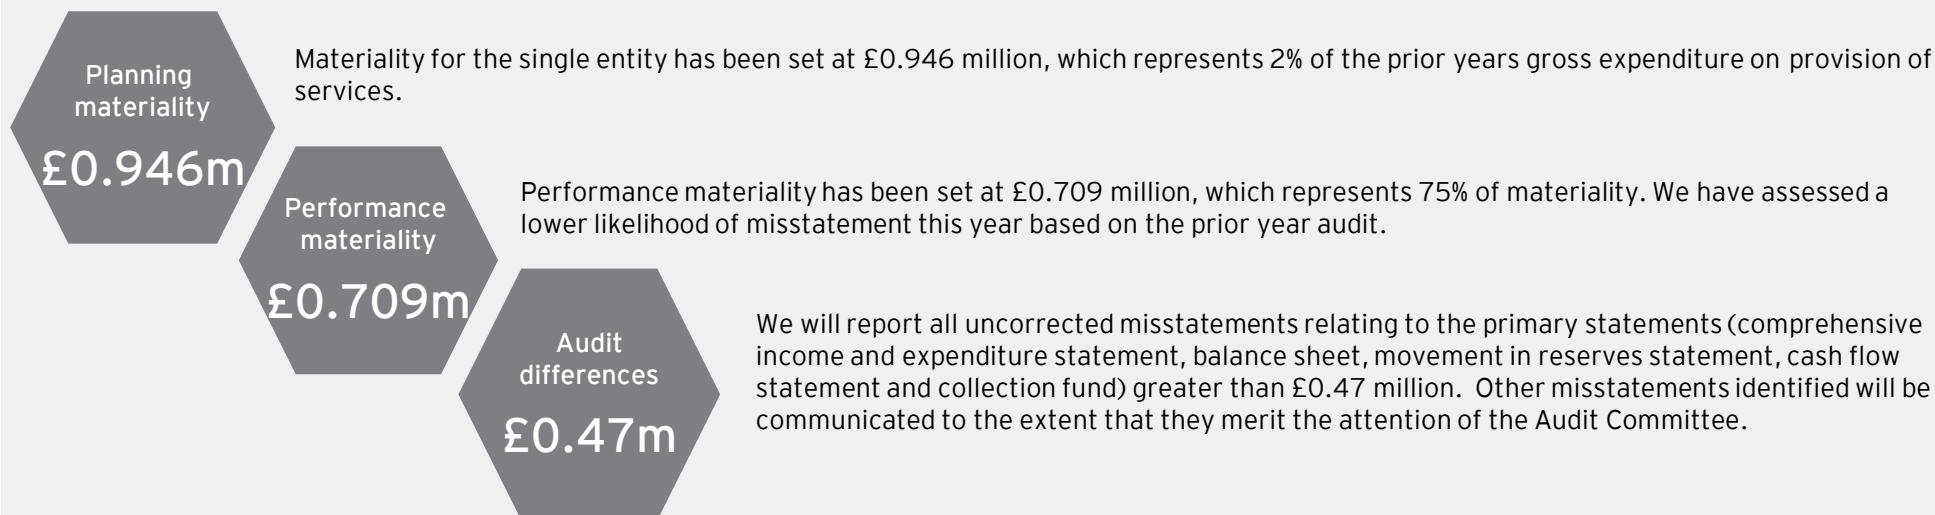 Planning
materiality
£0.946m
Materiality for the single entity has been set at £0.946 million, which represents 2% of the prior years gross expenditure on provision of
services.
Performance
materiality
£0.709m
Performance materiality has been set at £0.709 million, which represents 75% of materiality. We have assessed a
lower likelihood of misstatement this year based on the prior year audit.
Audit
differences
£0.47m
We will report all uncorrected misstatements relating to the primary statements (comprehensive
income and expenditure statement, balance sheet, movement in reserves statement, cash flow
statement and collection fund) greater than £0.47 million. Other misstatements identified will be
communicated to the extent that they merit the attention of the Audit Committee.